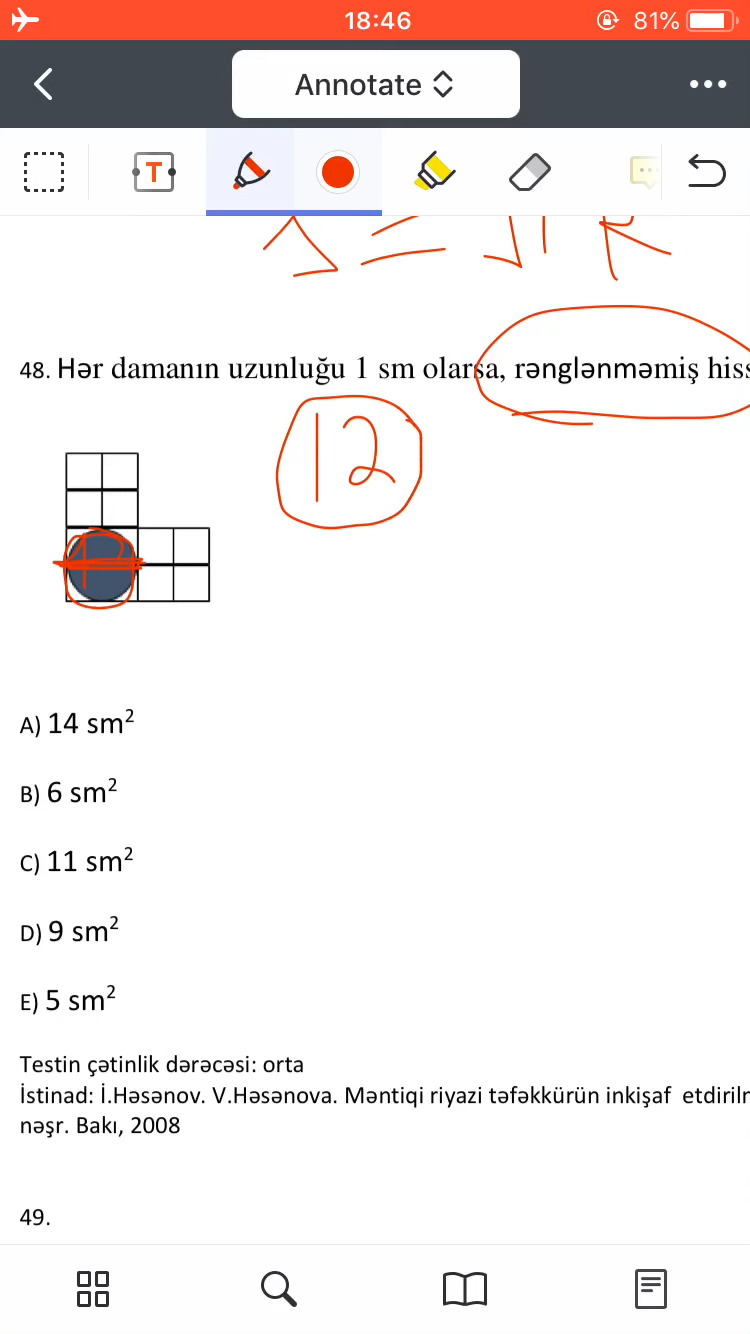 18:46
81%
Annotate
T
48. Hər damanın uzunluğu 1 sm olarsa, rənglənməmiş hiss
12
A) 14 sm²
B) 6 sm²
C) 11 sm²
D) 9 sm²
E) 5 sm²
Testin çətinlik dərəcəsi: orta
İstinad: İ.Həsənov. V.Həsənova. Məntiqi riyazi təfəkkürün inkişaf etdiril
nəşr. Bakı, 2008
49.